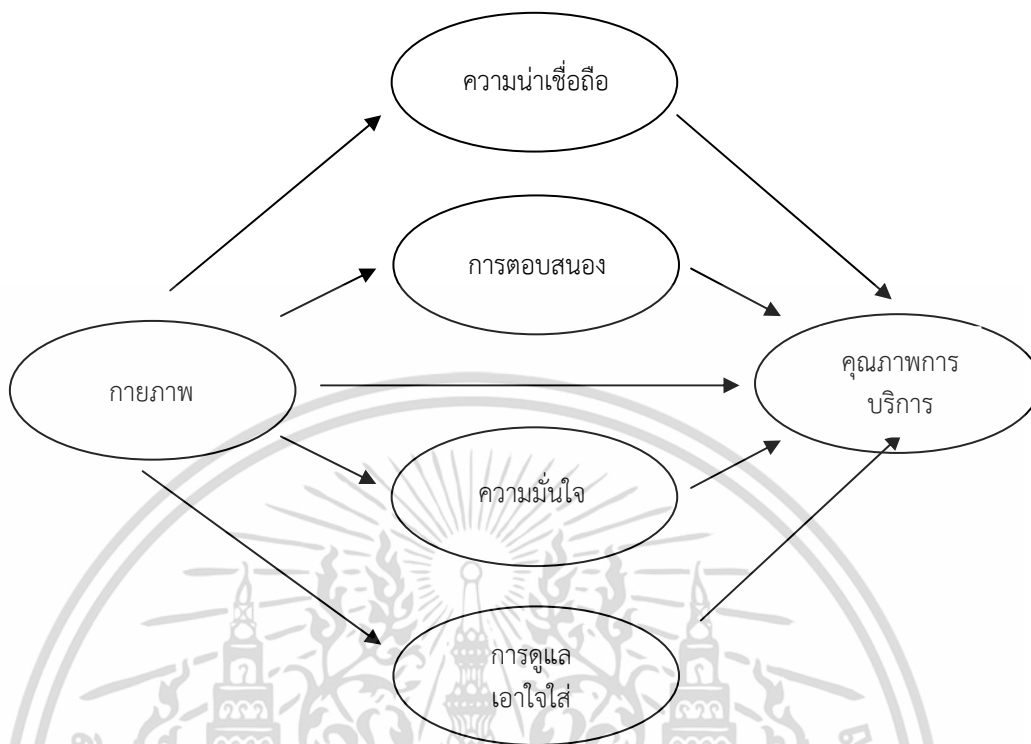 ความน่าเชื่อถือ
การตอบสนอง
กายภาพ
คุณภาพการ
บริการ
ความมั่นใจ
การดูแล
เอาใจใส่